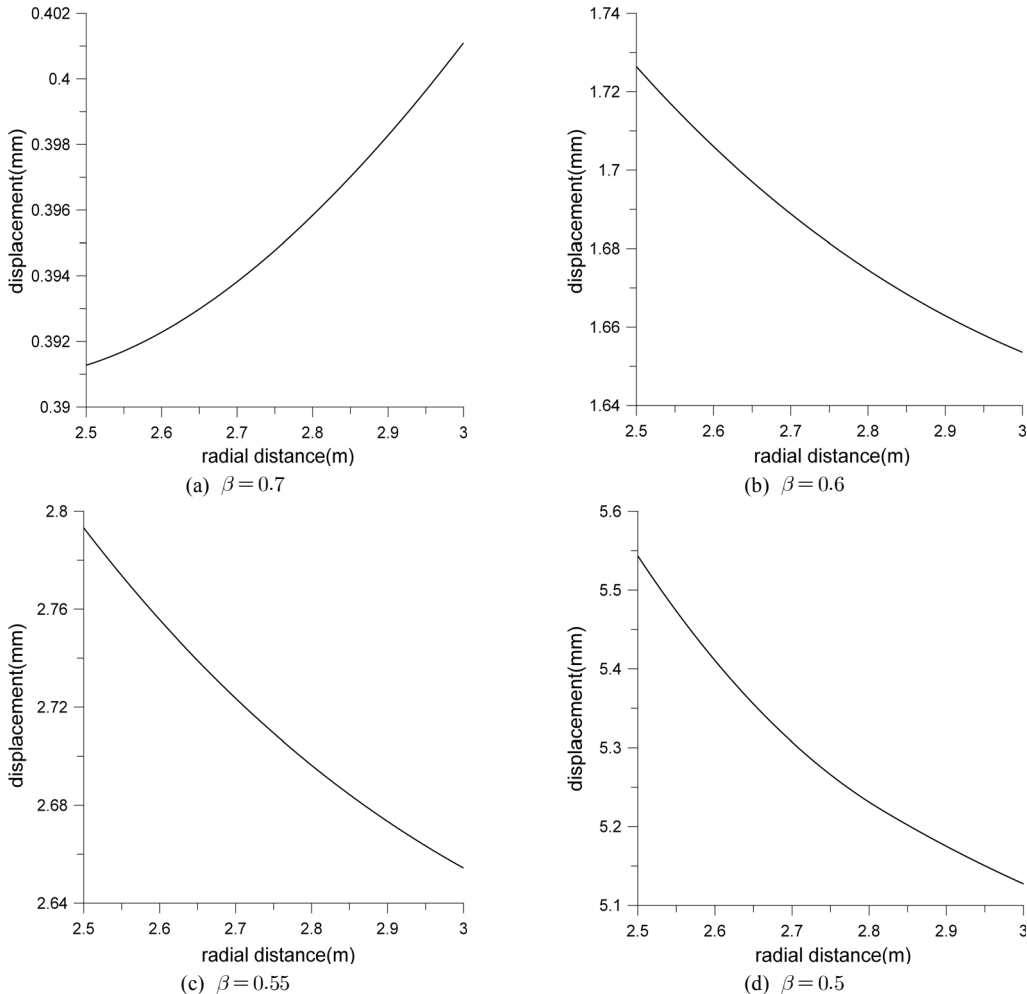 0.402
0.4
0.398
0.396
0.394
0.392
0.39
displacement(mm)
2.5 2.6 2.7 2.8 2.9 3
radial distance(m)
(a) β=0.7
1.74
1.72
1.7
1.68
1.66
1.64
displacement(mm)
2.5 2.6 2.7 2.8 2.9 3
radial distance(m)
(b) β=0.6
2.8
2.76
2.72
2.68
2.64
displacement(mm)
2.5 2.6 2.7 2.8 2.9 3
radial distance(m)
(c) β=0.55
5.6
5.5
5.4
5.3
5.2
5.1
displacement(mm)
2.5 2.6 2.7 2.8 2.9 3
radial distance(m)
(d) β=0.5